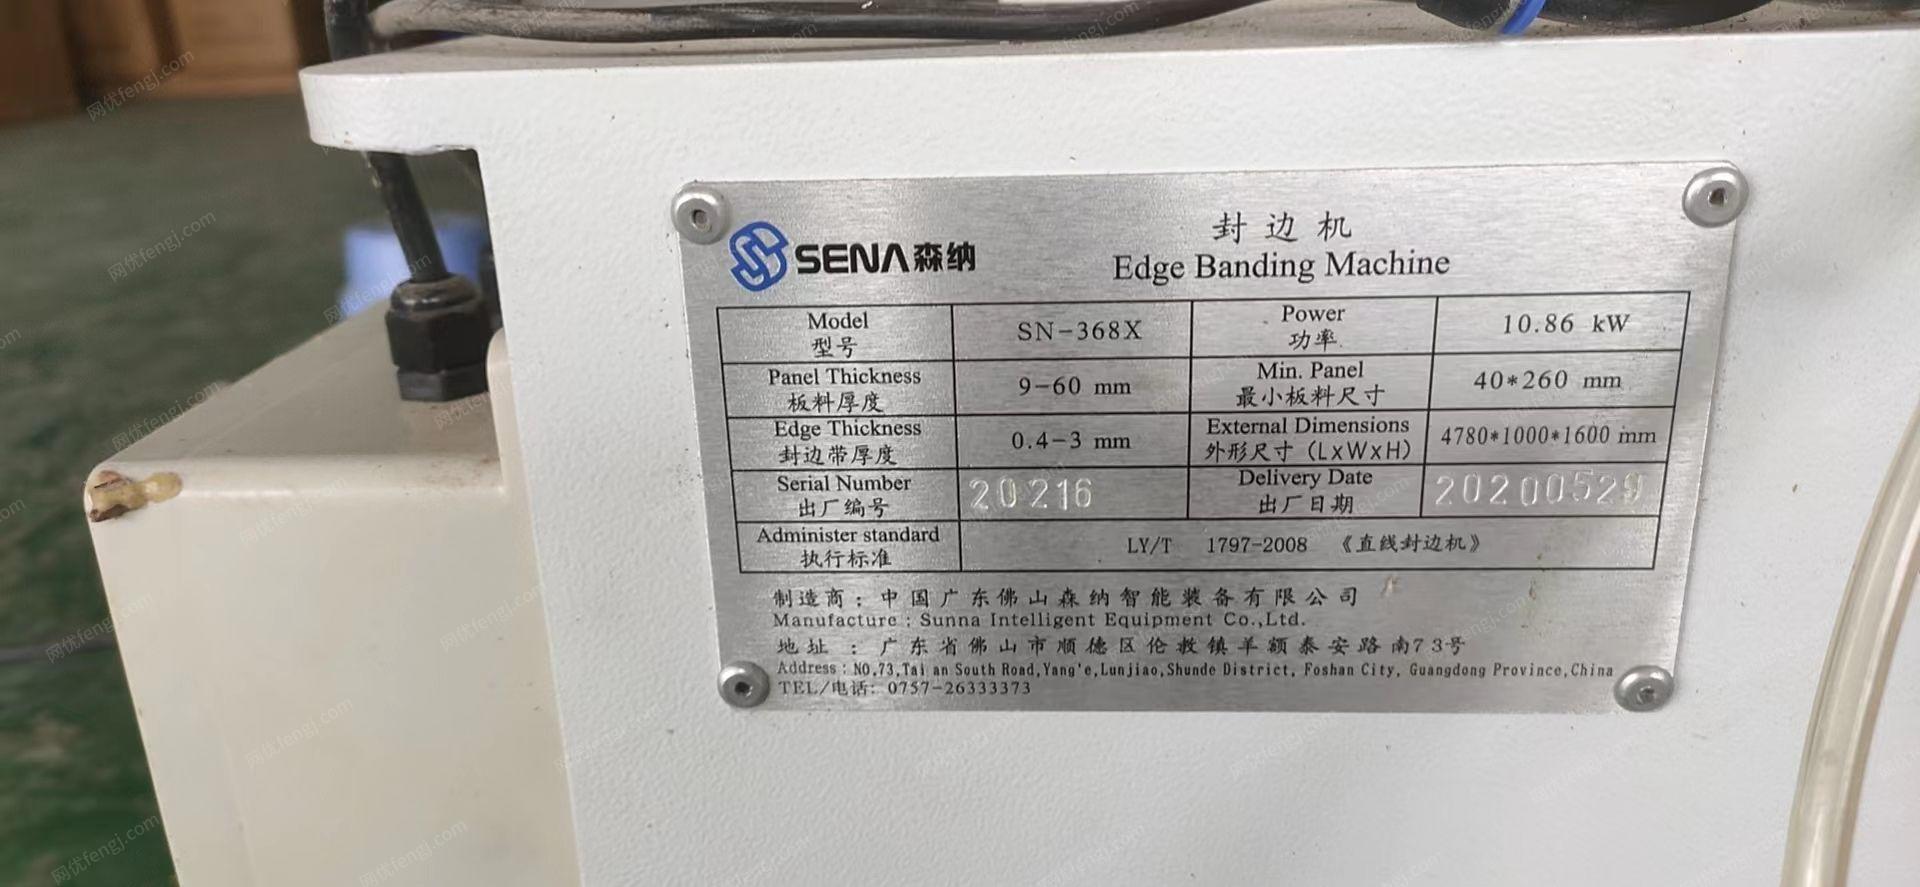 SENA森纳
封边机
Edge Banding Machine
Model
型号
SN-368X
Power
功率
10.86 kW
Panel Thickness
板料厚度
9-60 mm
Min. Panel
最小板料尺寸
40*260 mm
Edge Thickness
封边带厚度
0.4-3 mm
External Dimensions
外形尺寸（LxWxH）
4780*1000*1600 mm
Serial Number
出厂编号
20216
Delivery Date
出厂日期
20200529
Administer standard
执行标准
LY/T 1797-2008 《直线封边机》
制造商：中国广东佛山森纳智能装备有限公司
Manufacture：Sunna Intelligent Equipment Co.,Ltd.
地址：广东省佛山市顺德区伦教镇羊额泰安路南73号
Address：NO,73,Tai an South Road,Yang'e,Lunjiao,Shunde District, Foshan City, Guangdong Province,China
TEL/电话：0757-26333373
网优fengj.com